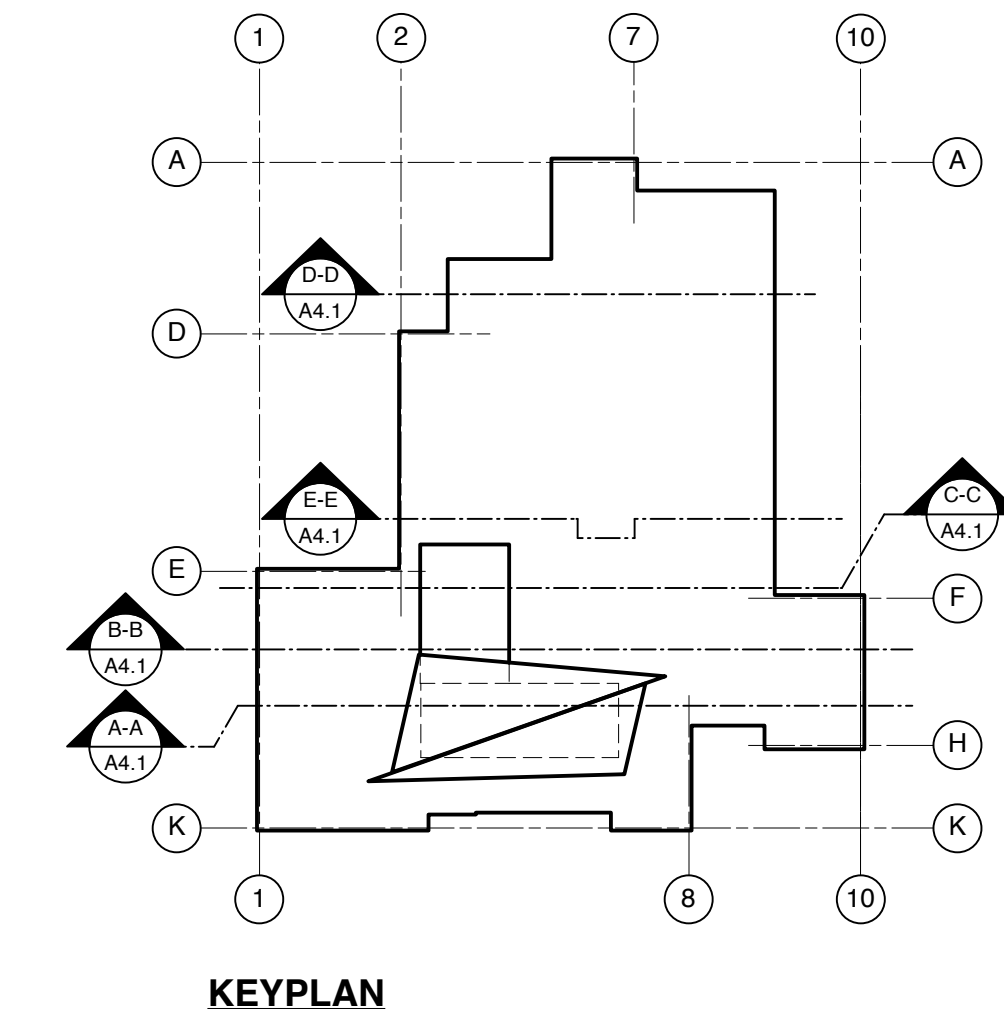 1 2 7 10
A A
D-D
A4.1
D
E-E
A4.1
C-C
A4.1
E
F
B-B
A4.1
A-A
A4.1
H
K K
1 8 10
KEYPLAN